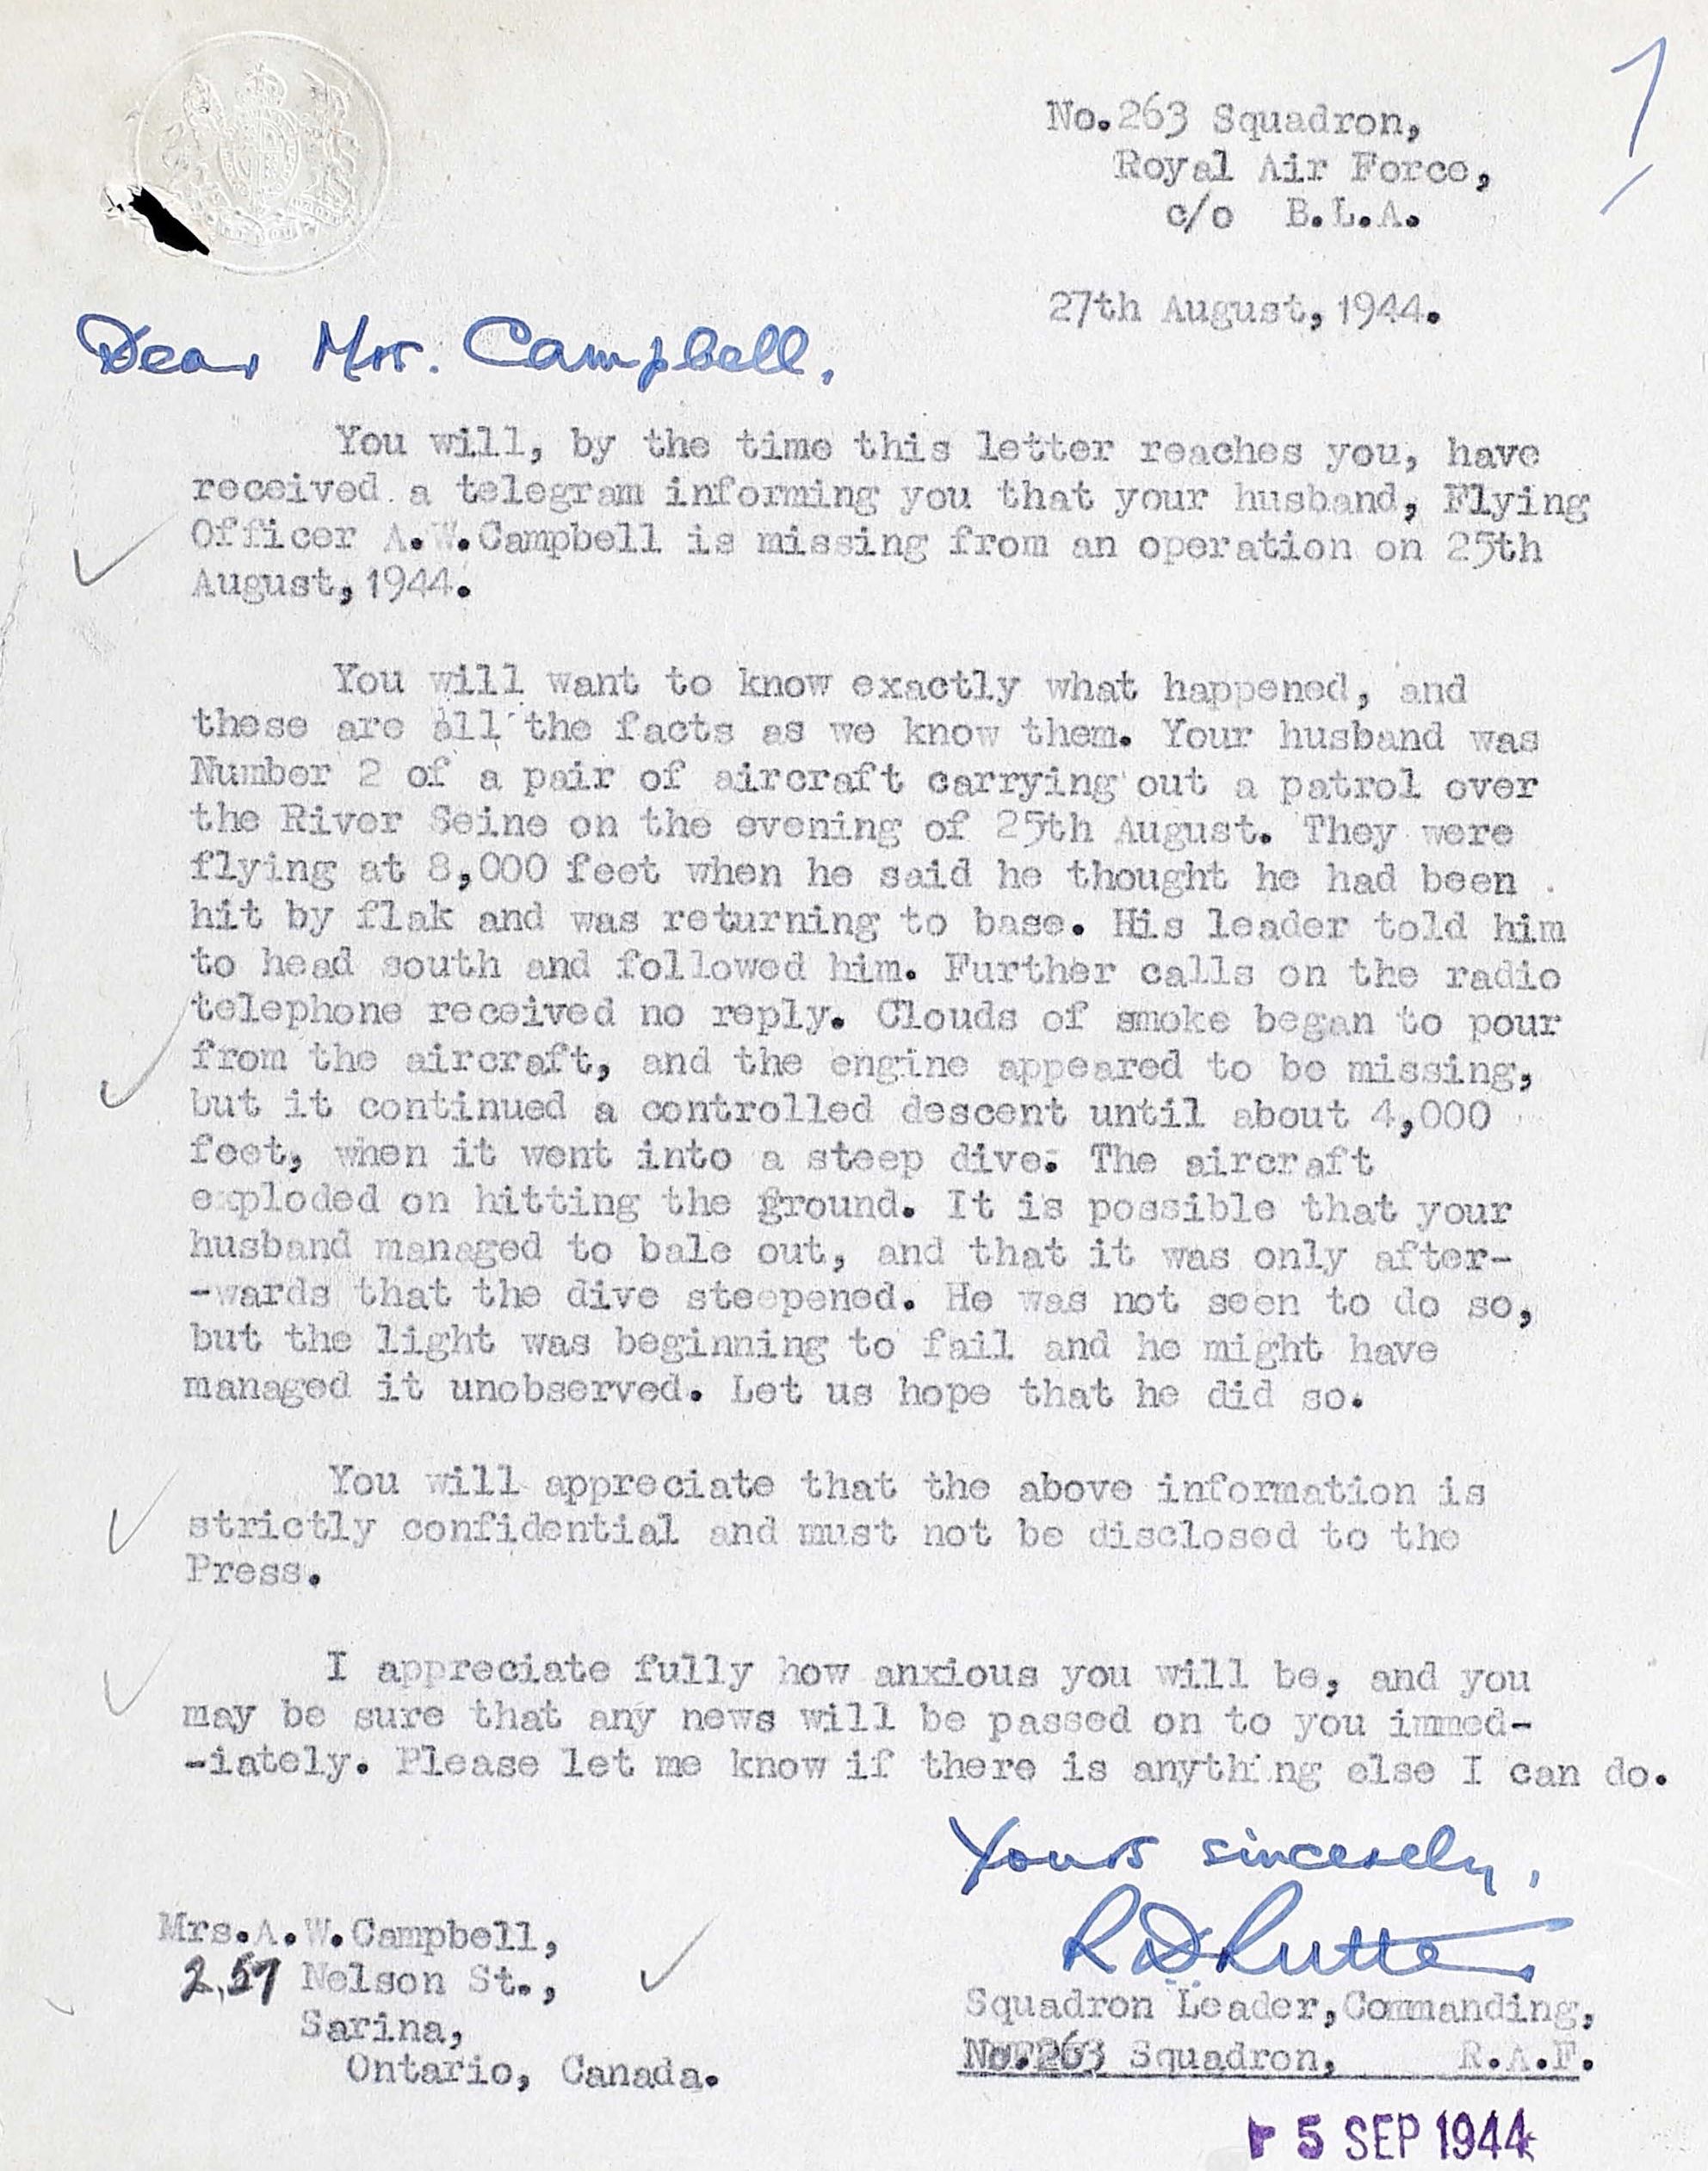 1
No.263 Squadron,
Royal Air Force,
c/o B.L.A.
27th August, 1944.
Dear Mrs. Campbell,
You will, by the time this letter reaches you, have
received a telegram informing you that your husband, Flying
Officer A.W.Campbell is missing from an operation on 25th
August, 1944.
You will want to know exactly what happened, and
these are all the facts as we know them. Your husband was
Number 2 of a pair of aircraft carrying out a patrol over
the River Seine on the evening of 25th August. They were
flying at 8,000 feet when he said he thought he had been
hit by flak and was returning to base. His leader told him
to head south and followed him. Further calls on the radio
telephone received no reply. Clouds of smoke began to pour
from the aircraft, and the engine appeared to be missing,
but it continued a controlled descent until about 4,000
feet, when it went into a steep dive. The aircraft
exploded on hitting the ground. It is possible that your
husband managed to bale out, and that it was only after-
-wards that the dive steepened. He was not seen to do so,
but the light was beginning to fail and he might have
managed it unobserved. Let us hope that he did so.
You will appreciate that the above information is
strictly confidential and must not be disclosed to the
Press.
I appreciate fully how anxious you will be, and you
may be sure that any news will be passed on to you immed-
-iately. Please let me know if there is anything else I can do.
Yours sincerely,
R D Rutter
Squadron Leader, Commanding,
No.263 Squadron, R.A.F.
Mrs.A.W.Campbell,
257 Nelson St.,
Sarina,
Ontario, Canada.
5 SEP 1944